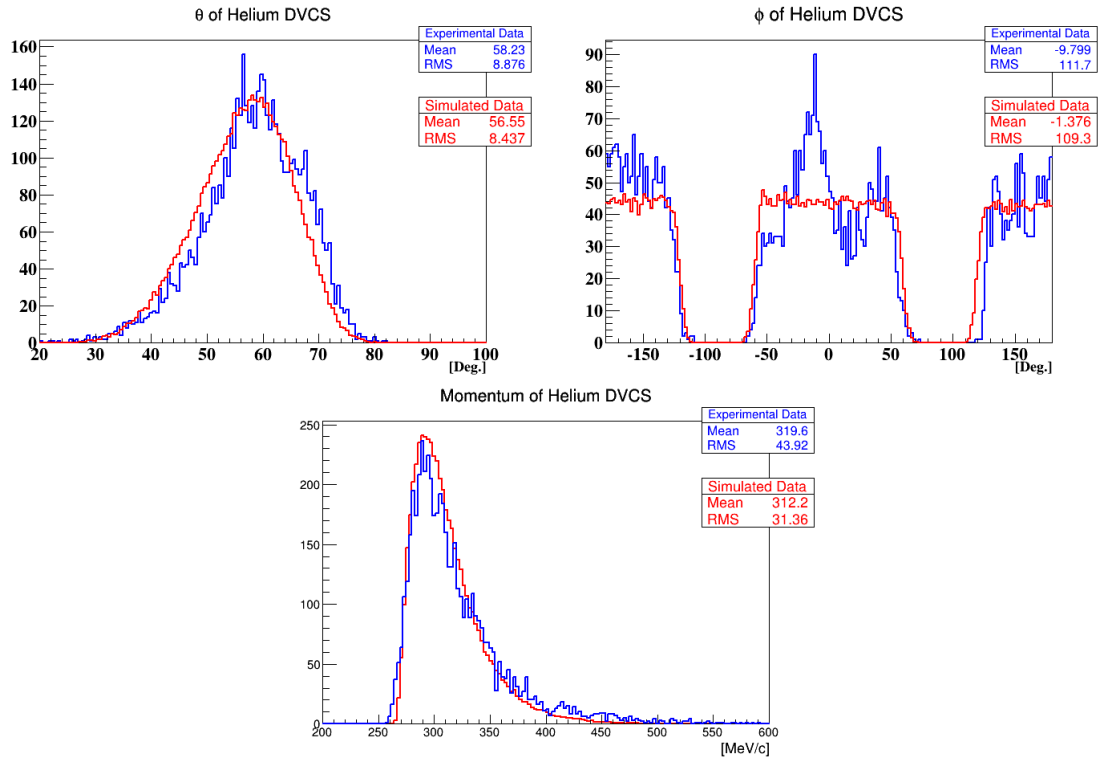 θ of Helium DVCS
Experimental Data
Mean 58.23
RMS 8.876
Simulated Data
Mean 56.55
RMS 8.437
160
140
120
100
80
60
40
20
0
20 30 40 50 60 70 80 90 100
[Deg.]
ϕ of Helium DVCS
Experimental Data
Mean -9.799
RMS 111.7
Simulated Data
Mean -1.376
RMS 109.3
90
80
70
60
50
40
30
20
10
0
-150 -100 -50 0 50 100 150
[Deg.]
Momentum of Helium DVCS
Experimental Data
Mean 319.6
RMS 43.92
Simulated Data
Mean 312.2
RMS 31.36
250
200
150
100
50
0
200 250 300 350 400 450 500 550 600
[MeV/c]